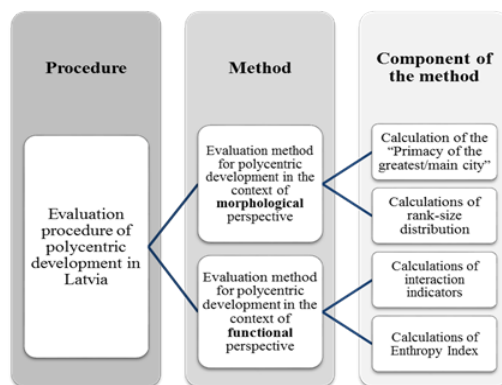 Procedure
Evaluation
procedure of
polycentric
development in
Latvia
Method
Evaluation method
for polycentric
development in the
context of
morphological
perspective
Evaluation method
for polycentric
development in the
context of
functional
perspective
Component of
the method
Calculation of the
“Primacy of the
greatest/main city”
Calculations of
rank-size
distribution
Calculations of
interaction
indicators
Calculations of
Enthropy Index